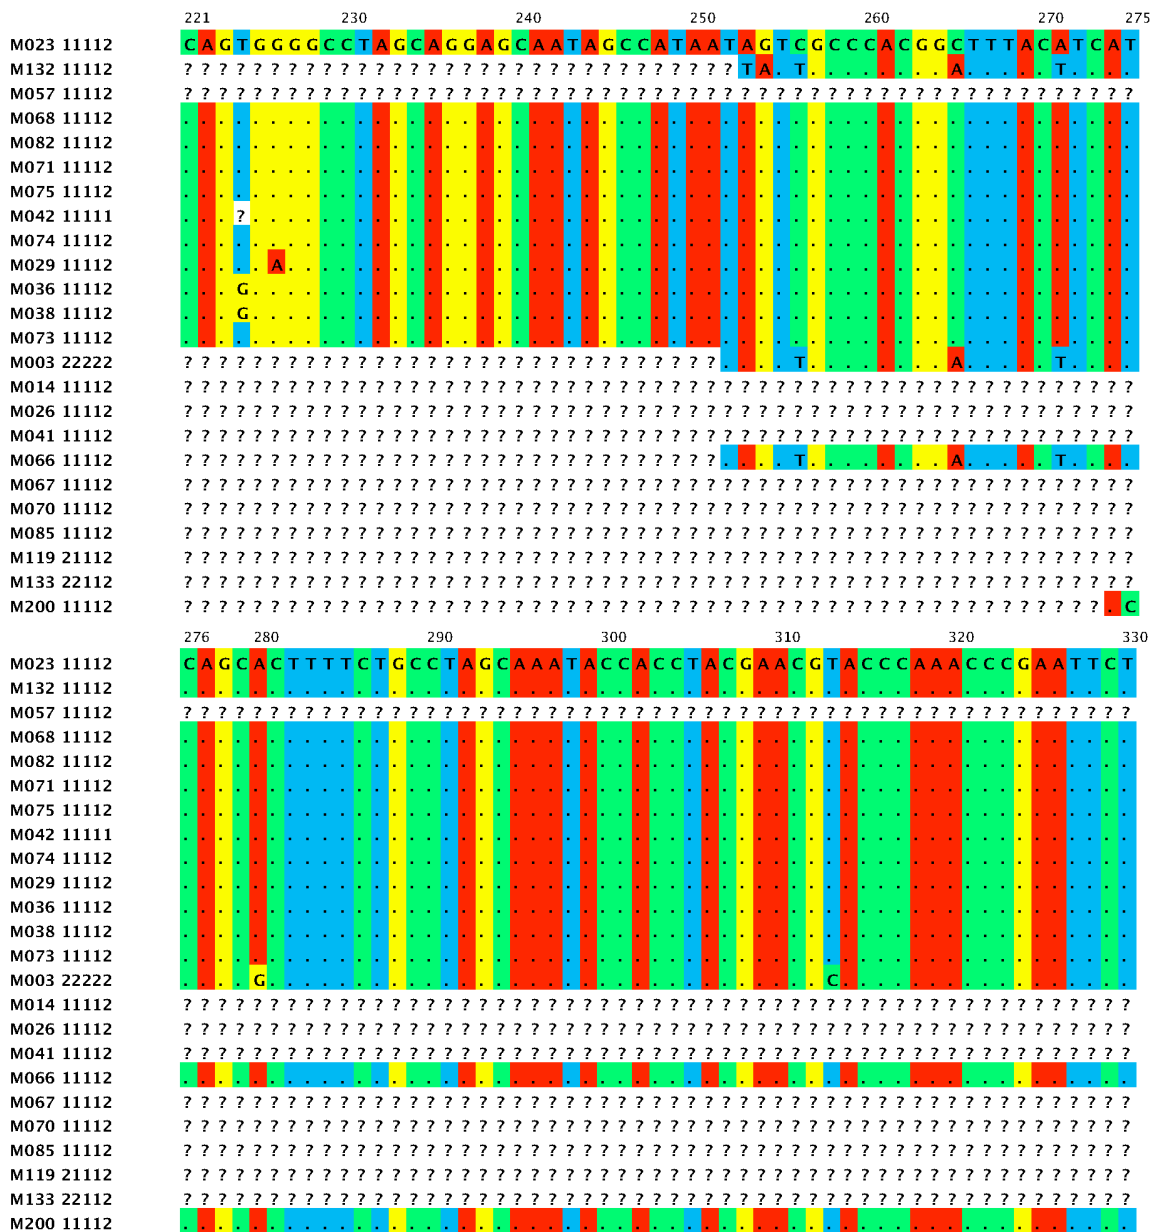 221 230 240 250 260 270 275
M023 11112 CAGTGGGGCCTAGCAGGAGCAATAGCCATAATAGTCGCCCACGGCTTTACATCAT
M132 11112 ????????????????????????????????TA.T........A.....T....
M057 11112 ???????????????????????????????????????????????????????
M068 11112 .......................................................
M082 11112 .......................................................
M071 11112 .......................................................
M075 11112 .......................................................
M042 11111 ...?...................................................
M074 11112 .......................................................
M029 11112 .....A.................................................
M036 11112 ...G...................................................
M038 11112 ...G...................................................
M073 11112 .......................................................
M003 22222 ???????????????????????????????....T........A.....T....
M014 11112 ???????????????????????????????????????????????????????
M026 11112 ???????????????????????????????????????????????????????
M041 11112 ???????????????????????????????????????????????????????
M066 11112 ???????????????????????????????....T........A.....T....
M067 11112 ???????????????????????????????????????????????????????
M070 11112 ???????????????????????????????????????????????????????
M085 11112 ???????????????????????????????????????????????????????
M119 21112 ???????????????????????????????????????????????????????
M133 22112 ???????????????????????????????????????????????????????
M200 11112 ?????????????????????????????????????????????????????.C
276 280 290 300 310 320 330
M023 11112 CAGCACTTTTCTGCCTAGCAAATACCACCTACGAACGTACCCAAACCCGAATTCT
M132 11112 .......................................................
M057 11112 ???????????????????????????????????????????????????????
M068 11112 .......................................................
M082 11112 .......................................................
M071 11112 .......................................................
M075 11112 .......................................................
M042 11111 .......................................................
M074 11112 .......................................................
M029 11112 .......................................................
M036 11112 .......................................................
M038 11112 .......................................................
M073 11112 .......................................................
M003 22222 ....G................................C.................
M014 11112 ???????????????????????????????????????????????????????
M026 11112 ???????????????????????????????????????????????????????
M041 11112 ???????????????????????????????????????????????????????
M066 11112 .......................................................
M067 11112 ???????????????????????????????????????????????????????
M070 11112 ???????????????????????????????????????????????????????
M085 11112 ???????????????????????????????????????????????????????
M119 21112 ???????????????????????????????????????????????????????
M133 22112 ???????????????????????????????????????????????????????
M200 11112 .......................................................